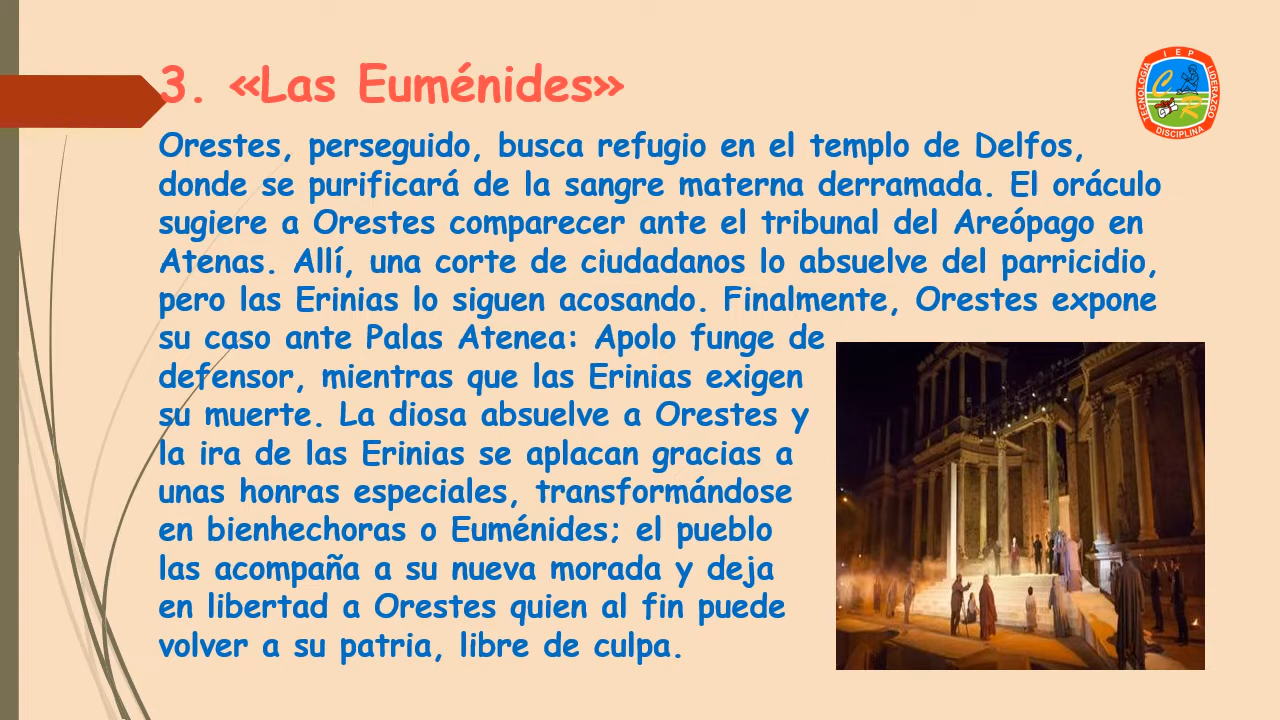 3. «Las Euménides»
I E P
TECNOLOGÍA
LIDERAZGO
CR
DISCIPLINA
Orestes, perseguido, busca refugio en el templo de Delfos,
donde se purificará de la sangre materna derramada. El oráculo
sugiere a Orestes comparecer ante el tribunal del Areópago en
Atenas. Allí, una corte de ciudadanos lo absuelve del parricidio,
pero las Erinias lo siguen acosando. Finalmente, Orestes expone
su caso ante Palas Atenea: Apolo funge de
defensor, mientras que las Erinias exigen
su muerte. La diosa absuelve a Orestes y
la ira de las Erinias se aplacan gracias a
unas honras especiales, transformándose
en bienhechoras o Euménides; el pueblo
las acompaña a su nueva morada y deja
en libertad a Orestes quien al fin puede
volver a su patria, libre de culpa.